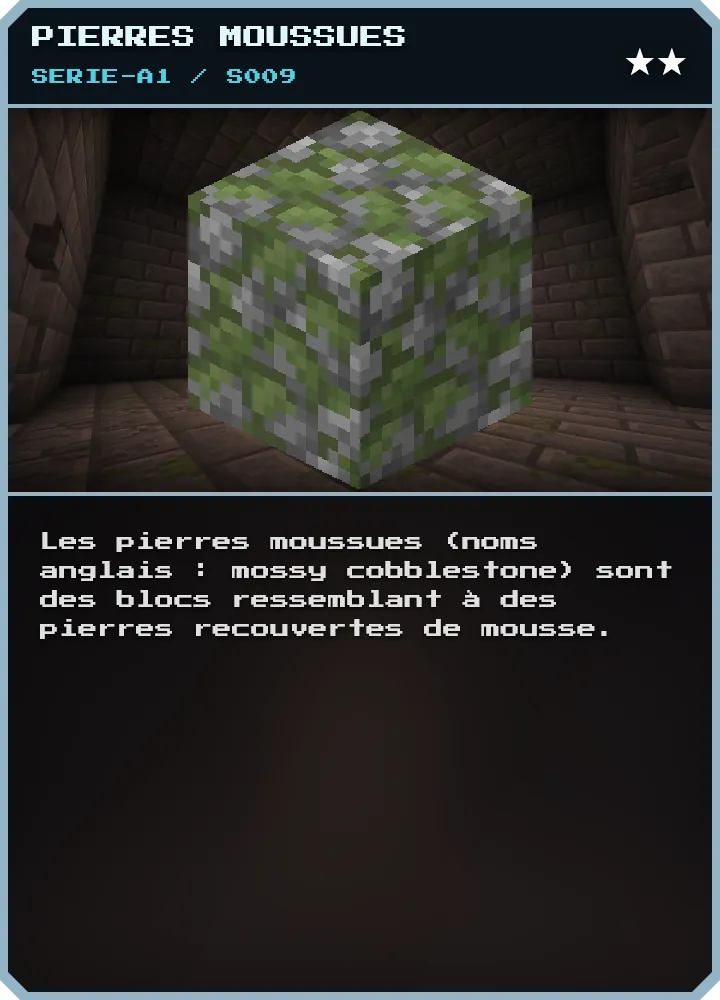 PIERRES MOUSSUES
SERIE-A1 / S009
★★
Les pierres moussues (noms
anglais : mossy cobblestone) sont
des blocs ressemblant à des
pierres recouvertes de mousse.